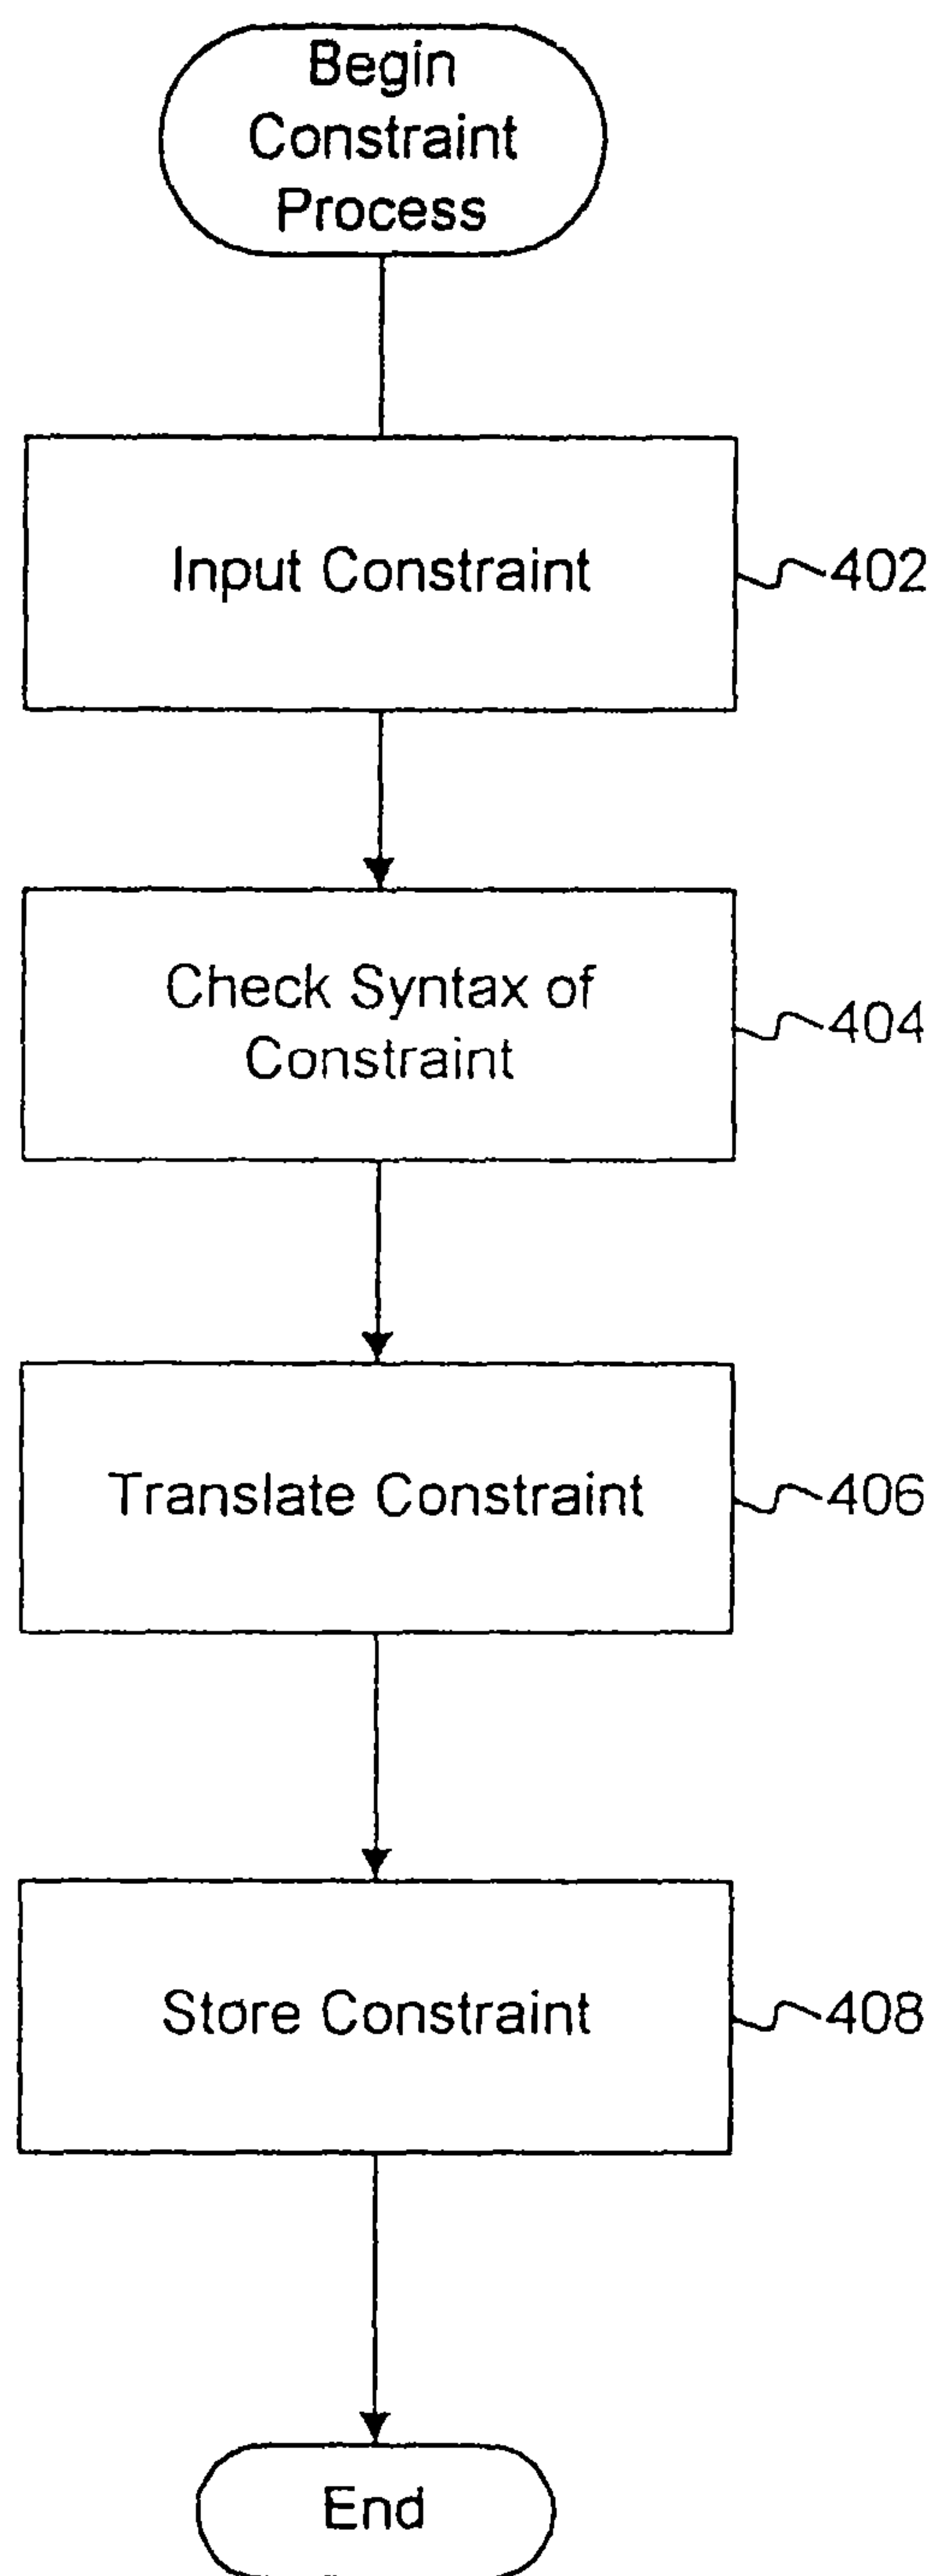 Begin
Constraint
Process
Input Constraint
402
Check Syntax of
Constraint
404
Translate Constraint
406
Store Constraint
408
End